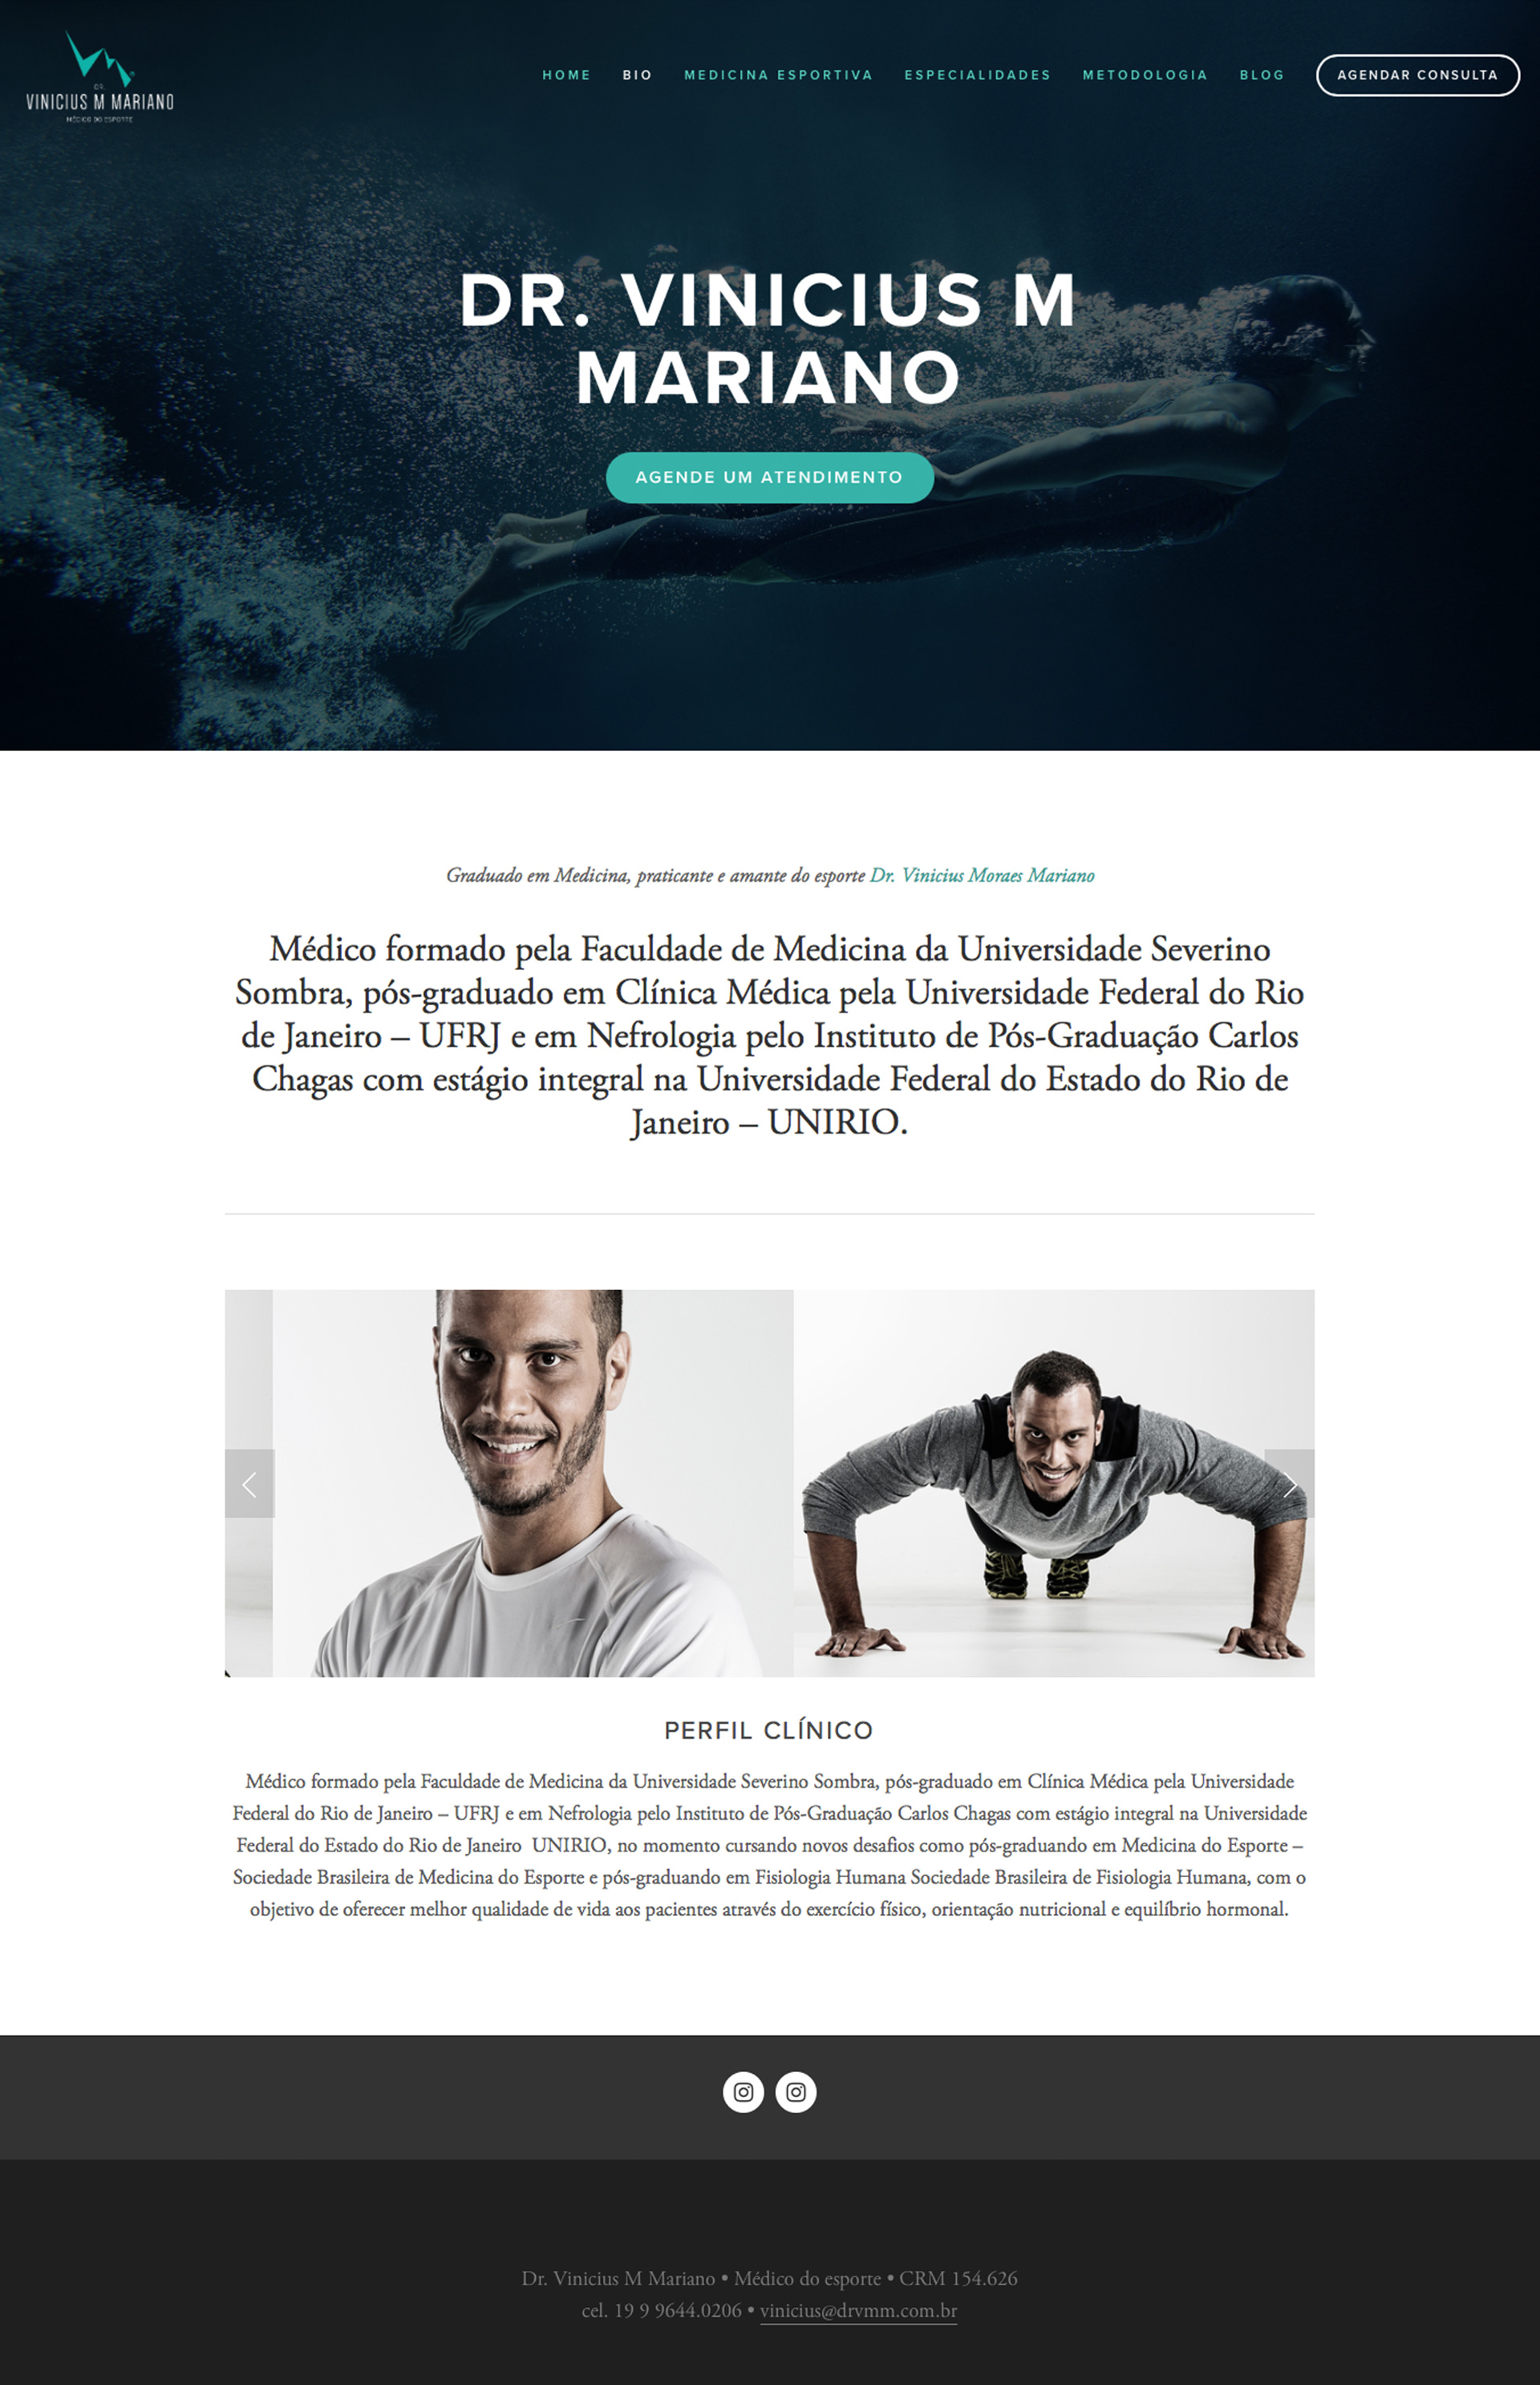 DR.
VINICIUS M MARIANO
MÉDICO DO ESPORTE
HOME BIO MEDICINA ESPORTIVA ESPECIALIDADES METODOLOGIA BLOG AGENDAR CONSULTA
DR. VINICIUS M
MARIANO
AGENDE UM ATENDIMENTO
Graduado em Medicina, praticante e amante do esporte Dr. Vinicius Moraes Mariano
Médico formado pela Faculdade de Medicina da Universidade Severino
Sombra, pós-graduado em Clínica Médica pela Universidade Federal do Rio
de Janeiro – UFRJ e em Nefrologia pelo Instituto de Pós-Graduação Carlos
Chagas com estágio integral na Universidade Federal do Estado do Rio de
Janeiro – UNIRIO.
PERFIL CLÍNICO
Médico formado pela Faculdade de Medicina da Universidade Severino Sombra, pós-graduado em Clínica Médica pela Universidade
Federal do Rio de Janeiro – UFRJ e em Nefrologia pelo Instituto de Pós-Graduação Carlos Chagas com estágio integral na Universidade
Federal do Estado do Rio de Janeiro  UNIRIO, no momento cursando novos desafios como pós-graduando em Medicina do Esporte –
Sociedade Brasileira de Medicina do Esporte e pós-graduando em Fisiologia Humana Sociedade Brasileira de Fisiologia Humana, com o
objetivo de oferecer melhor qualidade de vida aos pacientes através do exercício físico, orientação nutricional e equilíbrio hormonal.
Dr. Vinicius M Mariano • Médico do esporte • CRM 154.626
cel. 19 9 9644.0206 • vinicius@drvmm.com.br